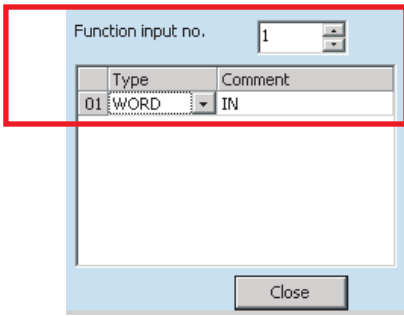 Function input no. 1
Type Comment
01 WORD IN
Close